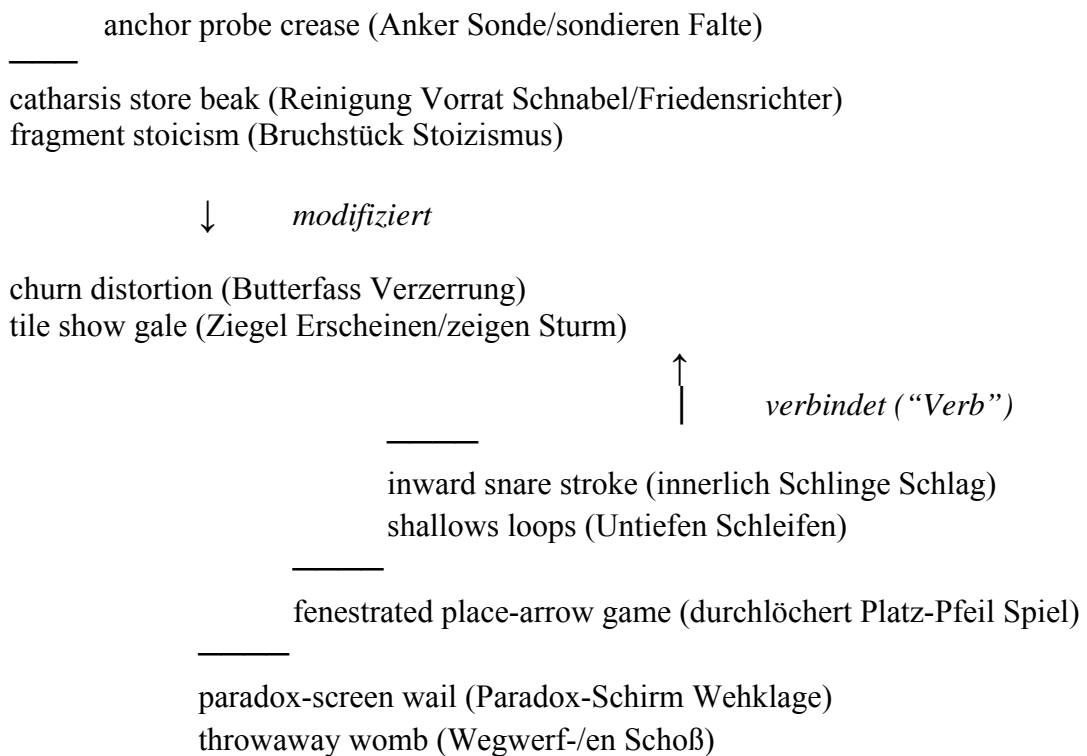 anchor probe crease (Anker Sonde/sondieren Falte)
catharsis store beak (Reinigung Vorrat Schnabel/Friedensrichter)
fragment stoicism (Bruchstück Stoizismus)
↓ modifiziert
churn distortion (Butterfass Verzerrung)
tile show gale (Ziegel Erscheinen/zeigen Sturm)
↑
| verbindet (“Verb”)
inward snare stroke (innerlich Schlinge Schlag)
shallows loops (Untiefen Schleifen)
fenestrated place-arrow game (durchlöchert Platz-Pfeil Spiel)
paradox-screen wail (Paradox-Schirm Wehklage)
throwaway womb (Wegwerf-/en Schoß)